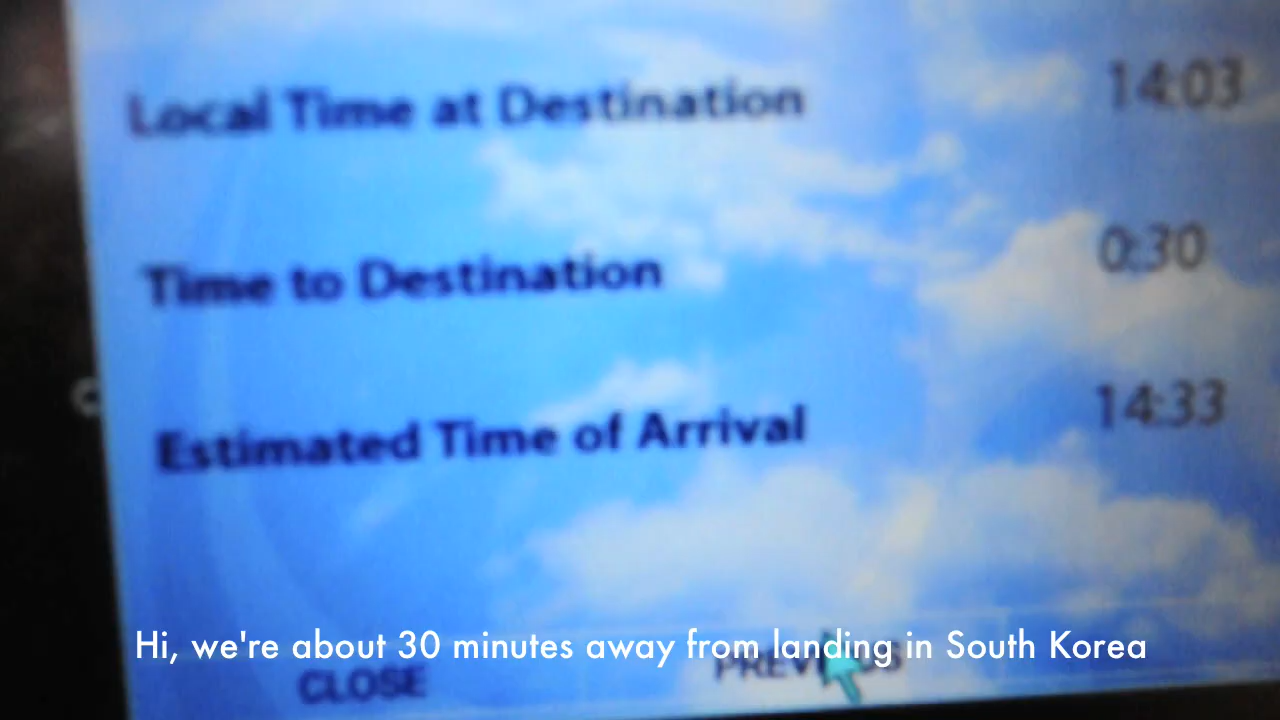 Local Time at Destination 14:03
Time to Destination 0:30
Estimated Time of Arrival 14:33
Hi, we're about 30 minutes away from landing in South Korea
CLOSE